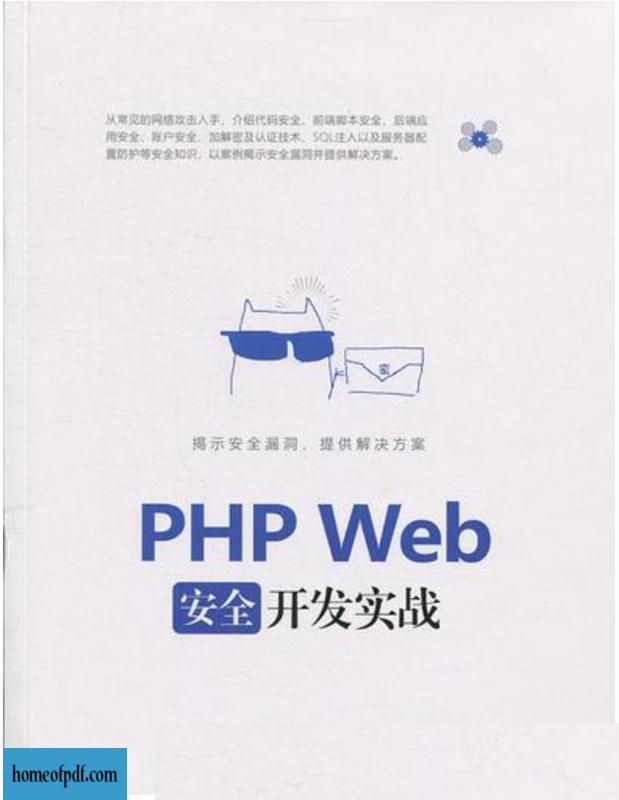 从常见的网络攻击入手，介绍代码安全、前端脚本安全、后端应
用安全、账户安全、加解密及认证技术、SQL注入以及服务器配
置防护等安全知识，以案例揭示安全漏洞并提供解决方案。
密
揭示安全漏洞，提供解决方案
PHP Web
安全开发实战
homeofpdf.com